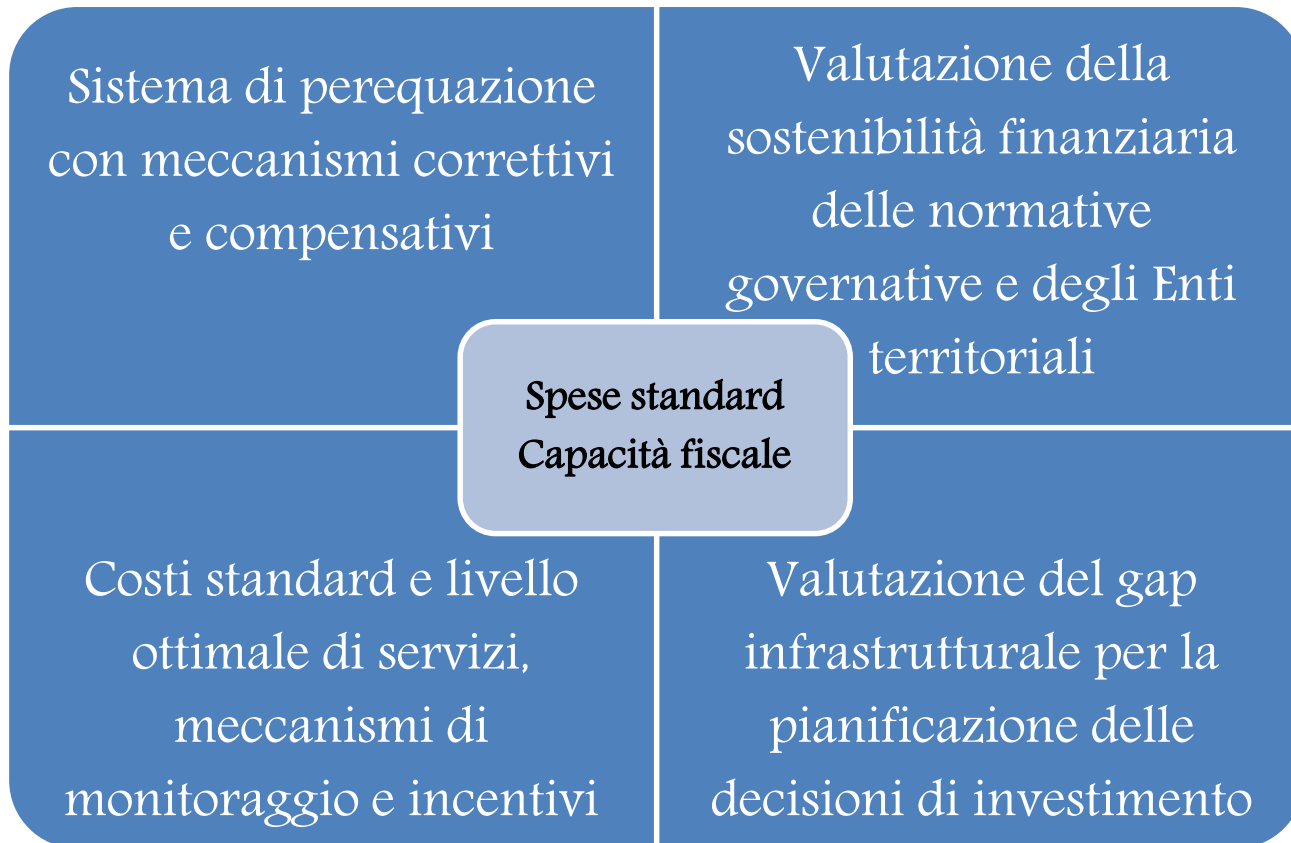 Sistema di perequazione
con meccanismi correttivi
e compensativi
Valutazione della
sostenibilità finanziaria
delle normative
governative e degli Enti
territoriali
Spese standard
Capacità fiscale
Costi standard e livello
ottimale di servizi,
meccanismi di
monitoraggio e incentivi
Valutazione del gap
infrastrutturale per la
pianificazione delle
decisioni di investimento